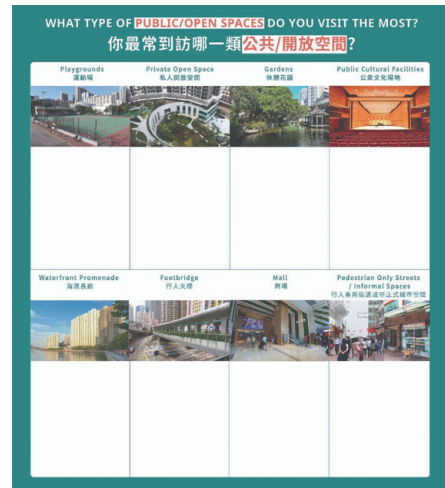 WHAT TYPE OF PUBLIC/OPEN SPACES DO YOU VISIT THE MOST?
你最常到訪哪一類公共/開放空間?
Playgrounds
運動場
Private Open Space
私人開放空間
Gardens
休憩花園
Public Cultural Facilities
公眾文化場地
Waterfront Promenade
海濱長廊
Footbridge
行人天橋
Mall
商場
Pedestrian Only Streets
/ Informal Spaces
行人專用街道或非正式城市空間